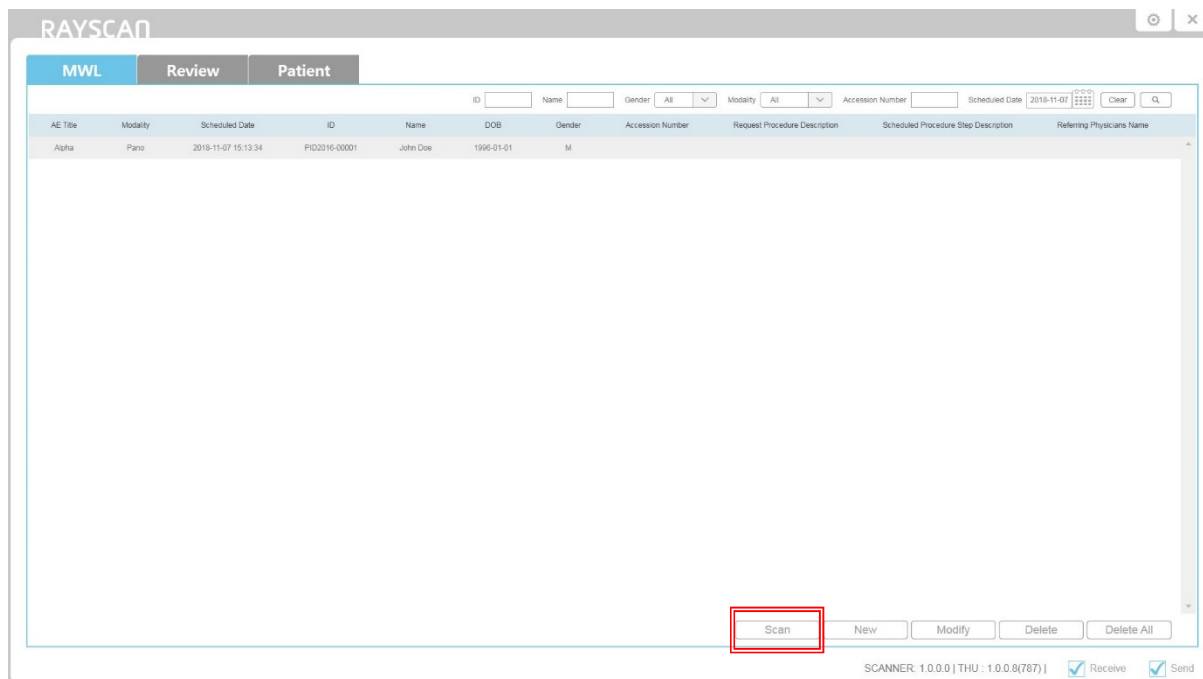 RAYSCAN
MWL Review Patient
ID Name Gender All Modality All Accession Number Scheduled Date 2018-11-07 Clear
AE Title Modality Scheduled Date ID Name DOB Gender Accession Number Request Procedure Description Scheduled Procedure Step Description Referring Physicians Name
Alpha Pano 2018-11-07 15:13:34 PID2016-00001 John Doe 1996-01-01 M
Scan New Modify Delete Delete All
SCANNER: 1.0.0.0 | THU : 1.0.0.8(787) | Receive Send